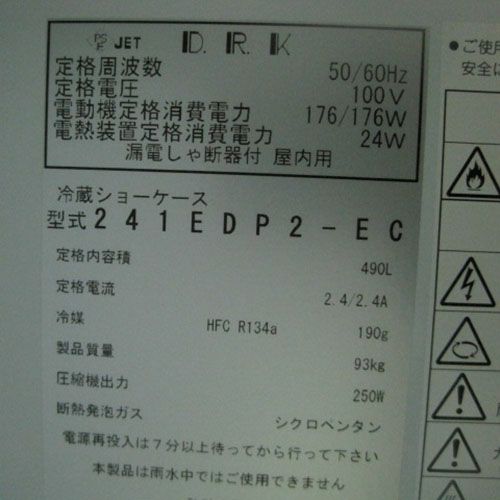 PS E JET D.R.K
定格周波数 50/60Hz
定格電圧 100V
電動機定格消費電力 176/176W
電熱装置定格消費電力 24W
漏電しゃ断器付 屋内用
冷蔵ショーケース
型式 241EDP2-EC
定格内容積 490L
定格電流 2.4/2.4A
冷媒 HFC R134a 190g
製品質量 93kg
圧縮機出力 250W
断熱発泡ガス シクロペンタン
電源再投入は7分以上待ってから行って下さい
本製品は雨水中ではご使用できません
●ご使用
安全に